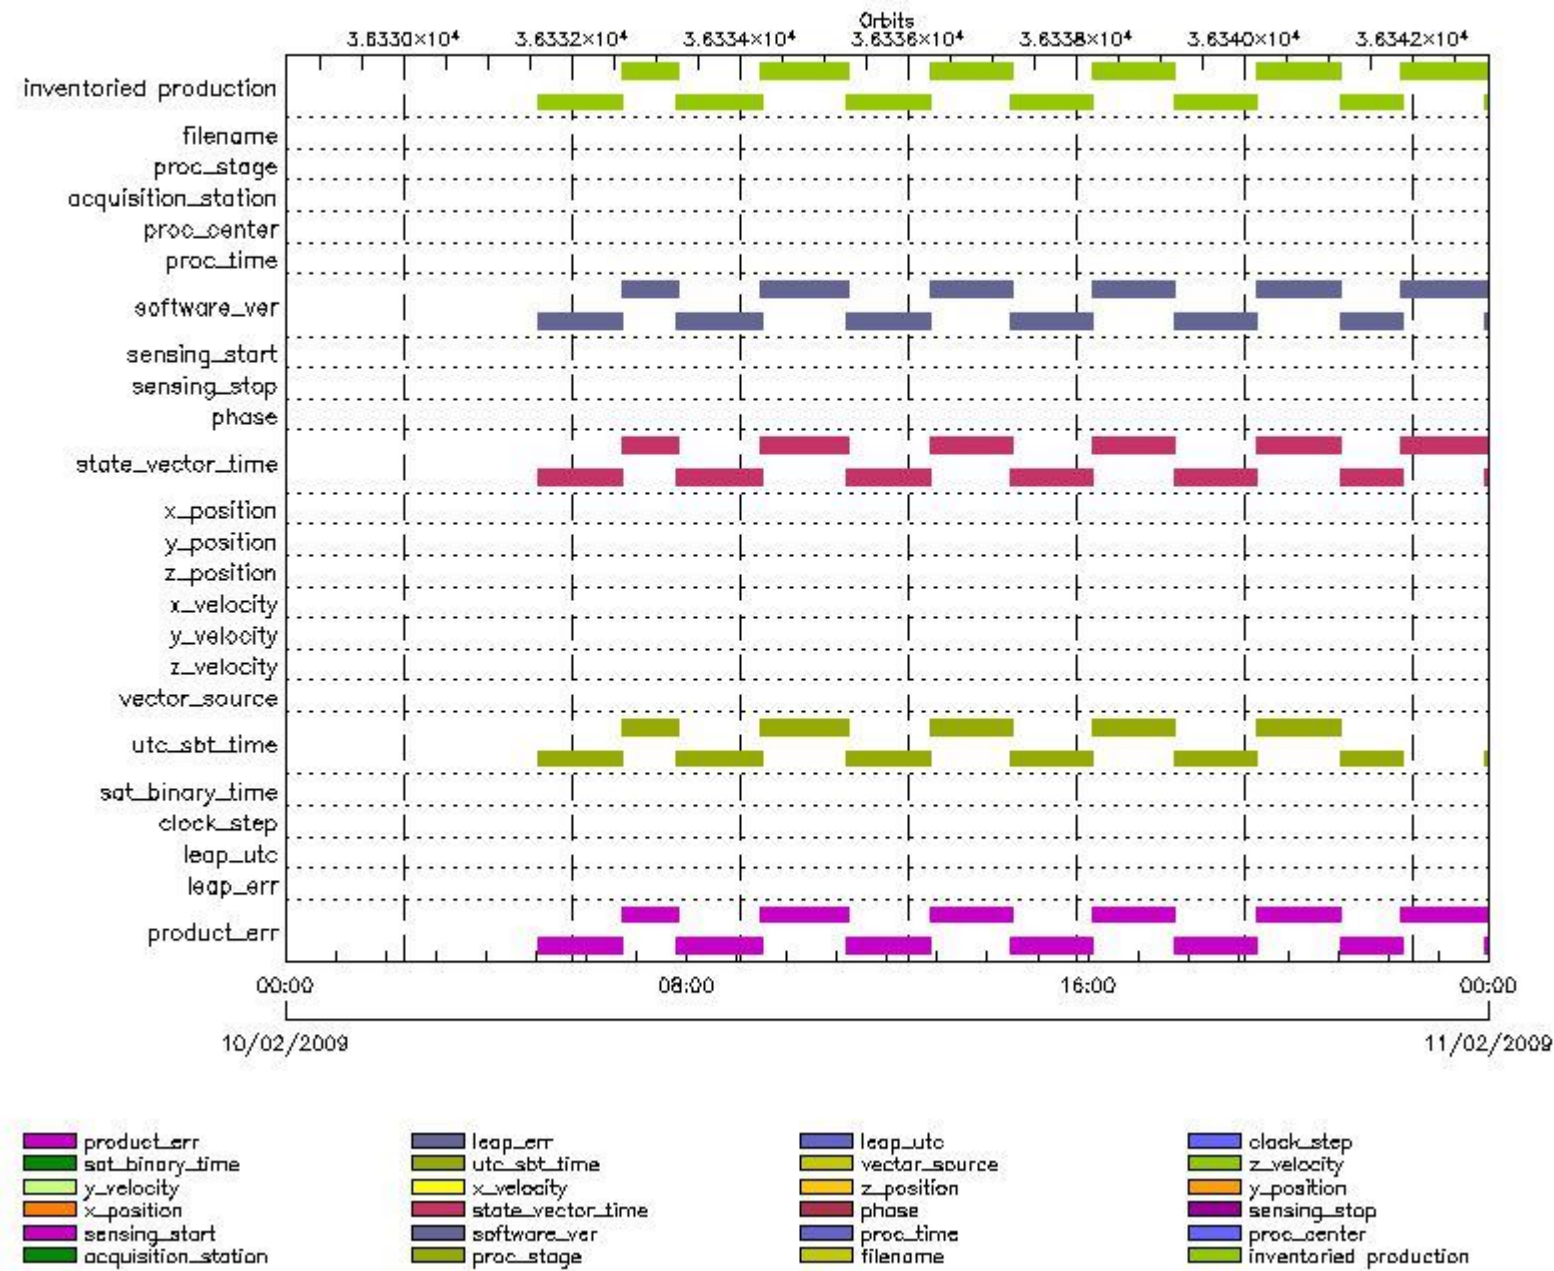 Orbits
3.6330×10⁴ 3.6332×10⁴ 3.6334×10⁴ 3.6336×10⁴ 3.6338×10⁴ 3.6340×10⁴ 3.6342×10⁴
inventoried production
filename
proc_stage
acquisition_station
proc_center
proc_time
software_ver
sensing_start
sensing_stop
phase
state_vector_time
x_position
y_position
z_position
x_velocity
y_velocity
z_velocity
vector_source
utc_sbt_time
sat_binary_time
clock_step
leap_utc
leap_err
product_err
00:00 08:00 16:00 00:00
10/02/2009 11/02/2009
product_err leap_err leap_utc clock_step
sat_binary_time utc_sbt_time vector_source z_velocity
y_velocity x_velocity z_position y_position
x_position state_vector_time phase sensing_stop
sensing_start software_ver proc_time proc_center
acquisition_station proc_stage filename inventoried production